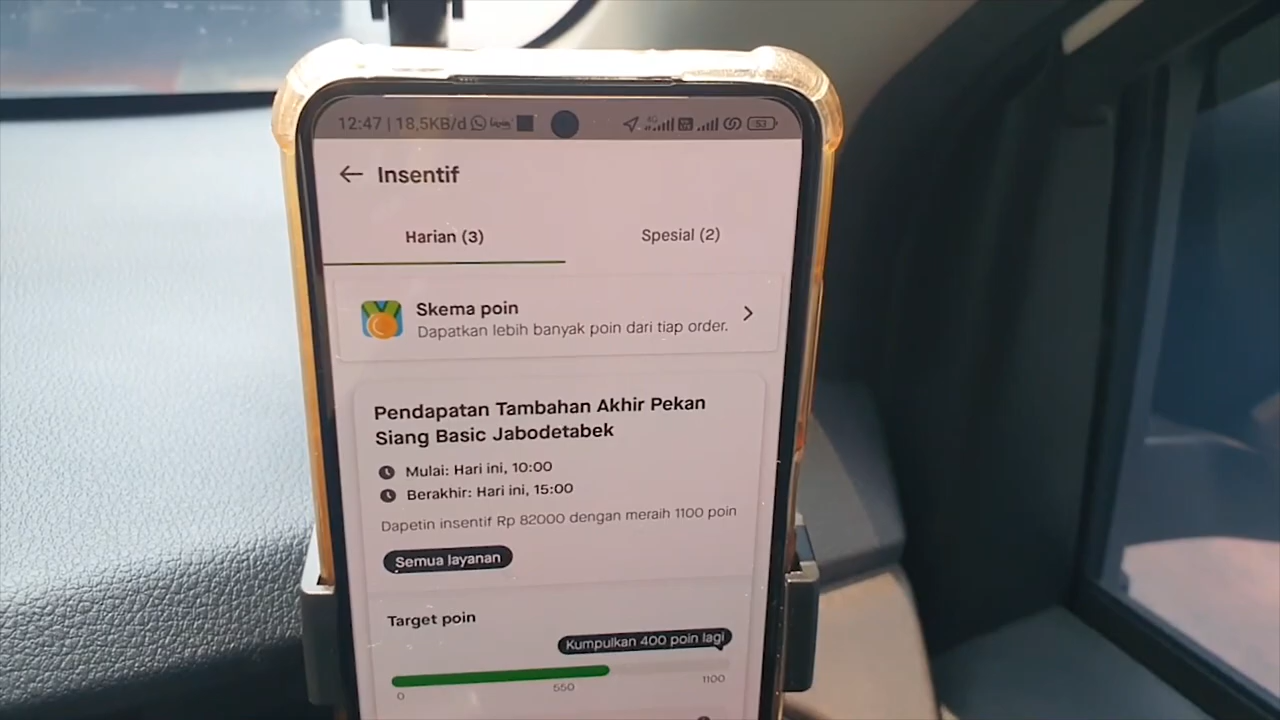 12:47 | 18,5KB/d
4G
53
Insentif
Harian (3)
Spesial (2)
Skema poin
Dapatkan lebih banyak poin dari tiap order.
Pendapatan Tambahan Akhir Pekan
Siang Basic Jabodetabek
Mulai: Hari ini, 10:00
Berakhir: Hari ini, 15:00
Dapetin insentif Rp 82000 dengan meraih 1100 poin
Semua layanan
Target poin
Kumpulkan 400 poin lagi
0
550
1100